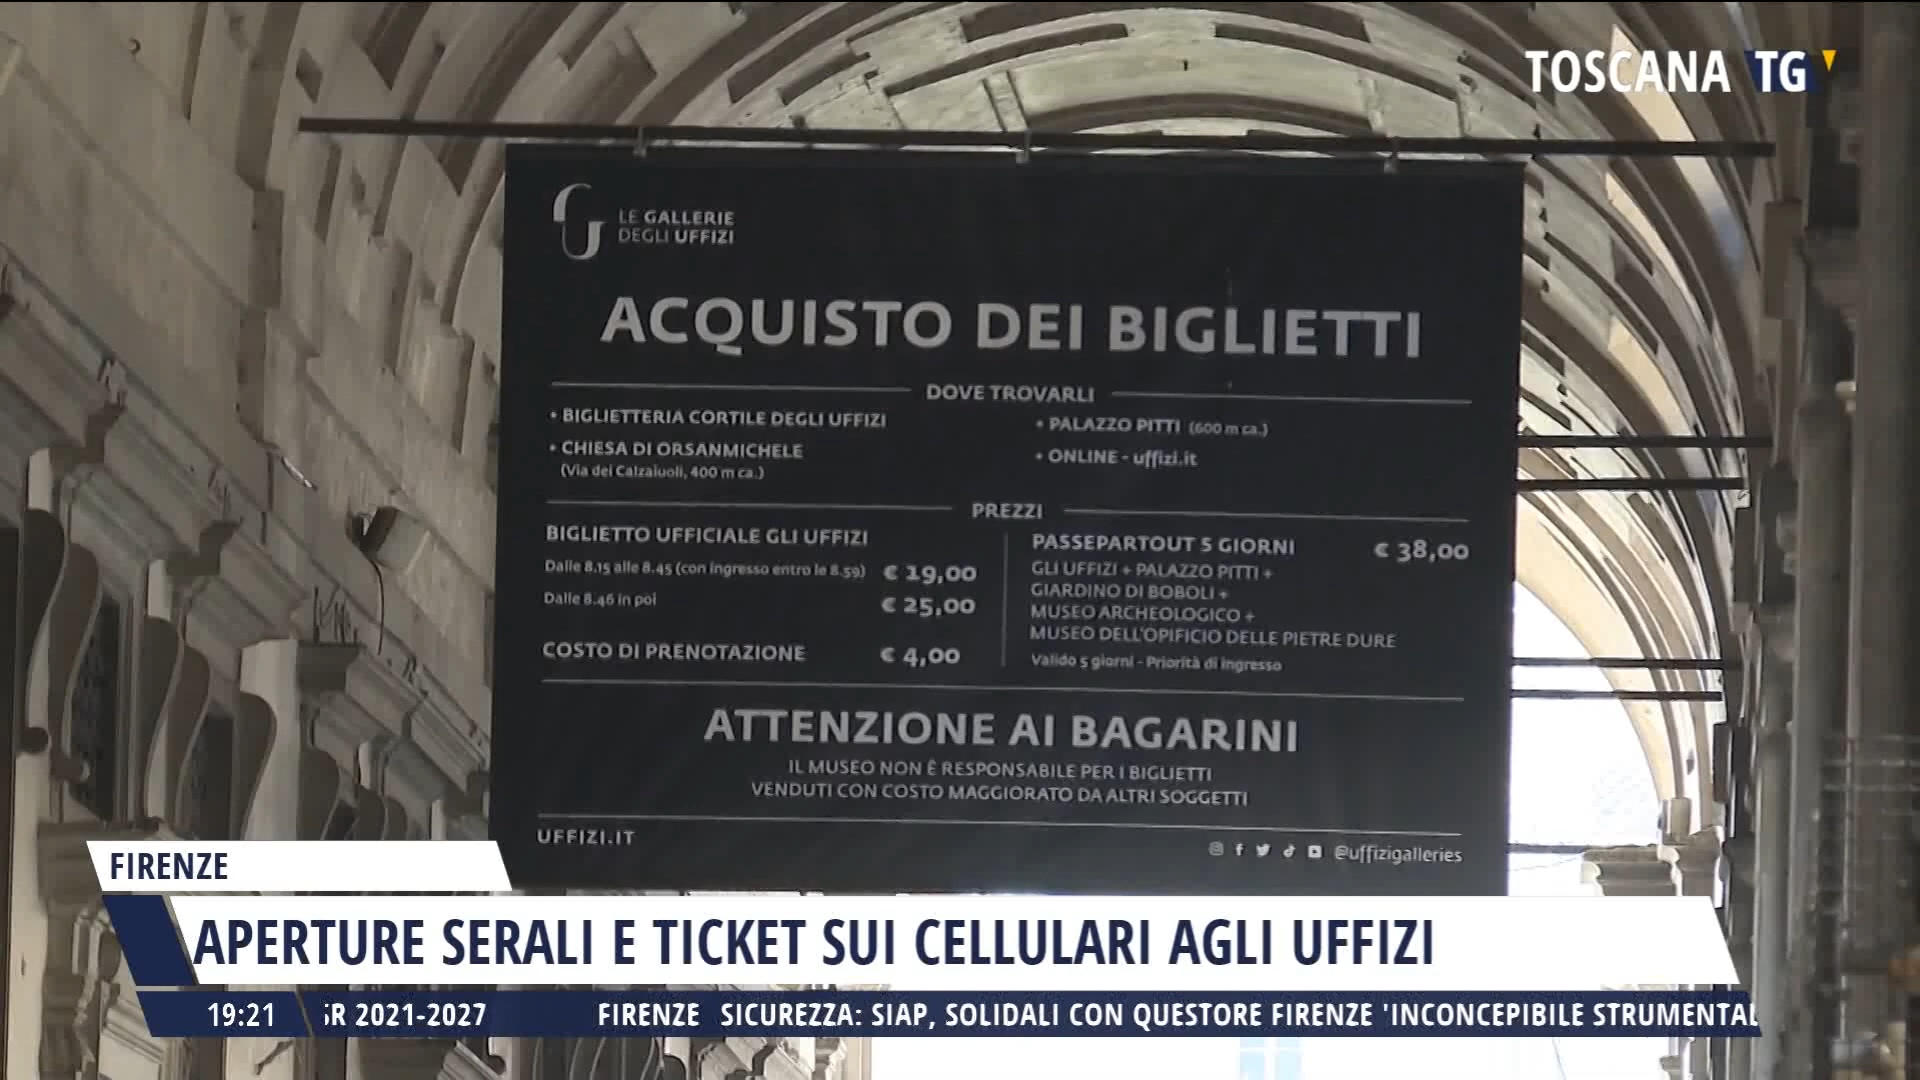 TOSCANA TG
LE GALLERIE
DEGLI UFFIZI
ACQUISTO DEI BIGLIETTI
DOVE TROVARLI
• BIGLIETTERIA CORTILE DEGLI UFFIZI
• CHIESA DI ORSANMICHELE
(Via dei Calzaiuoli, 400 m ca.)
• PALAZZO PITTI (600 m ca.)
• ONLINE - uffizi.it
PREZZI
BIGLIETTO UFFICIALE GLI UFFIZI
Dalle 8.15 alle 8.45 (con ingresso entro le 8.59) € 19,00
Dalle 8.46 in poi € 25,00
COSTO DI PRENOTAZIONE € 4,00
PASSEPARTOUT 5 GIORNI € 38,00
GLI UFFIZI + PALAZZO PITTI +
GIARDINO DI BOBOLI +
MUSEO ARCHEOLOGICO +
MUSEO DELL'OPIFICIO DELLE PIETRE DURE
Valido 5 giorni - Priorità di ingresso
ATTENZIONE AI BAGARINI
IL MUSEO NON È RESPONSABILE PER I BIGLIETTI
VENDUTI CON COSTO MAGGIORATO DA ALTRI SOGGETTI
UFFIZI.IT
@uffizigalleries
FIRENZE
APERTURE SERALI E TICKET SUI CELLULARI AGLI UFFIZI
19:21 SR 2021-2027 FIRENZE SICUREZZA: SIAP, SOLIDALI CON QUESTORE FIRENZE 'INCONCEPIBILE STRUMENTAL